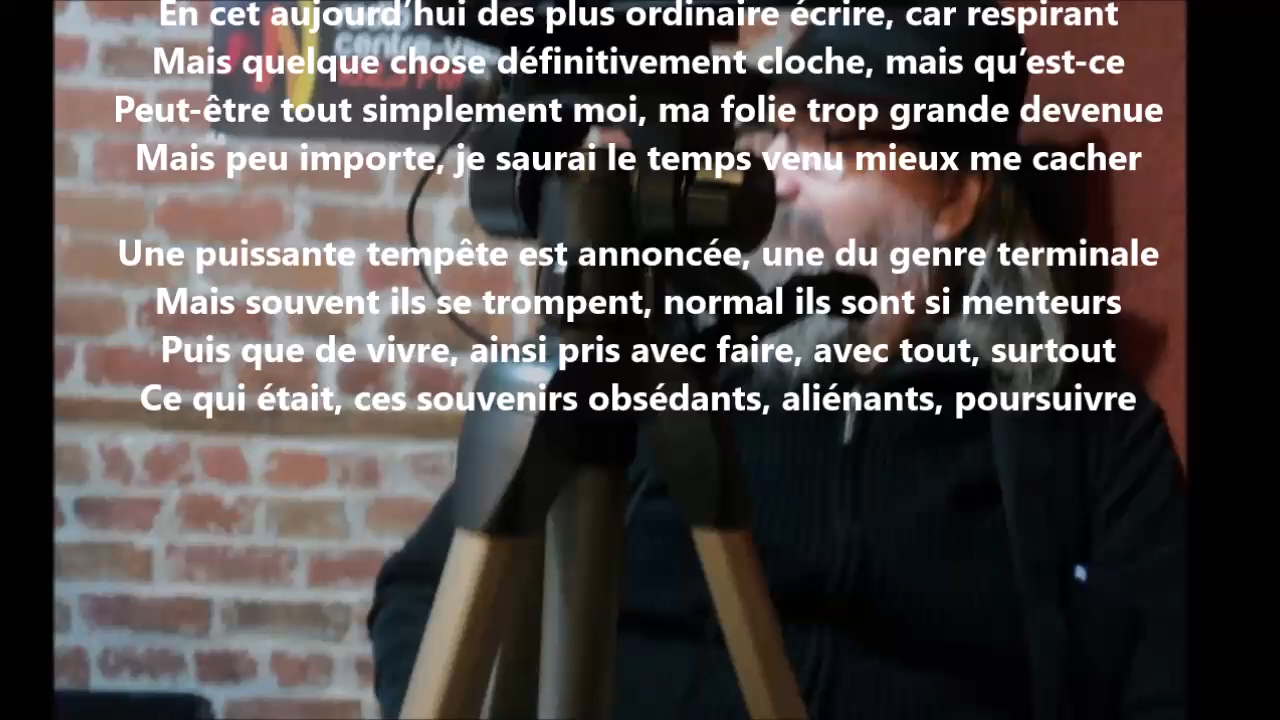 En cet aujourd’hui des plus ordinaire écrire, car respirant
Mais quelque chose définitivement cloche, mais qu’est-ce
Peut-être tout simplement moi, ma folie trop grande devenue
Mais peu importe, je saurai le temps venu mieux me cacher
Une puissante tempête est annoncée, une du genre terminale
Mais souvent ils se trompent, normal ils sont si menteurs
Puis que de vivre, ainsi pris avec faire, avec tout, surtout
Ce qui était, ces souvenirs obsédants, aliénants, poursuivre